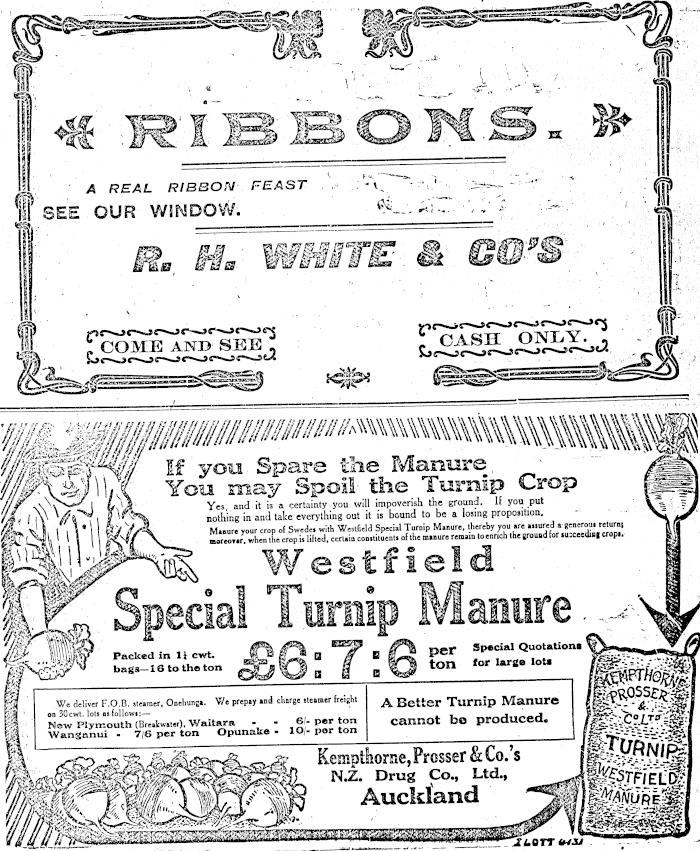 RIBBONS.
A REAL RIBBON FEAST
SEE OUR WINDOW.
R. H. WHITE & CO'S
COME AND SEE
CASH ONLY.
If you Spare the Manure
You may Spoil the Turnip Crop
Yes, and it is a certainty you will impoverish the ground. If you put
nothing in and take everything out it is bound to be a losing proposition.
Manure your crop of Swedes with Westfield Special Turnip Manure, thereby you are assured a generous return;
moreover, when the crop is lifted, certain constituents of the manure remain to enrich the ground for succeeding crops.
Westfield
Special Turnip Manure
Packed in 1¼ cwt.
bags—16 to the ton
£6:7:6 per ton
Special Quotations
for large lots
We deliver F.O.B. steamer, Onehunga. We prepay and charge steamer freight
on 30cwt. lots as follows:—
New Plymouth (Breakwater), Waitara - - 6/- per ton
Wanganui - 7/6 per ton Opunake - 10/- per ton
A Better Turnip Manure
cannot be produced.
Kempthorne, Prosser & Co.'s
N.Z. Drug Co., Ltd.,
Auckland
KEMPTHORNE
PROSSER
&
Co LTD
TURNIP
WESTFIELD
MANURE